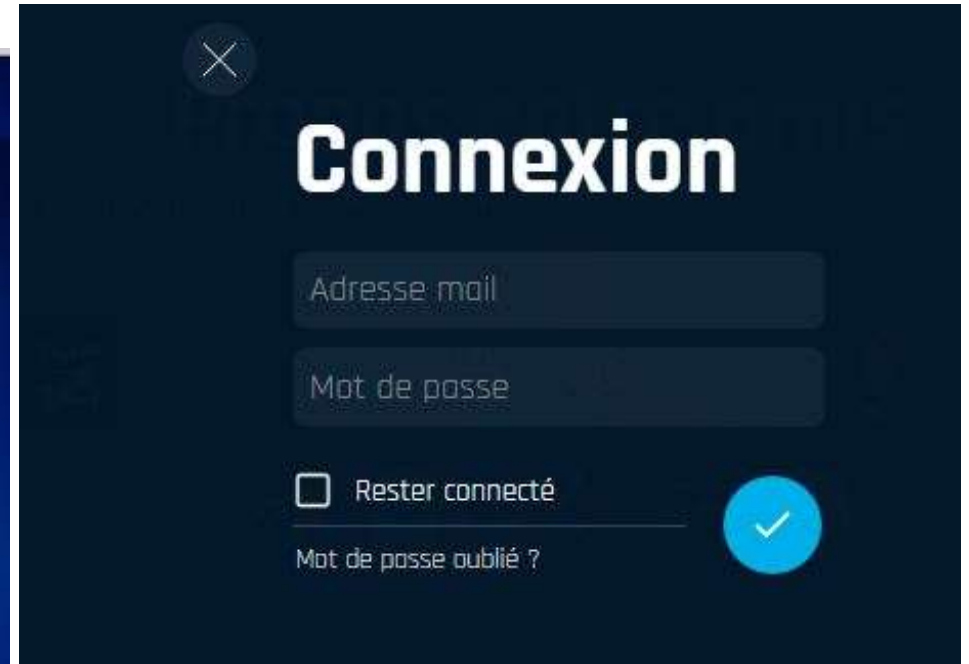 Connexion
Adresse mail
Mot de passe
Rester connecté
Mot de passe oublié ?